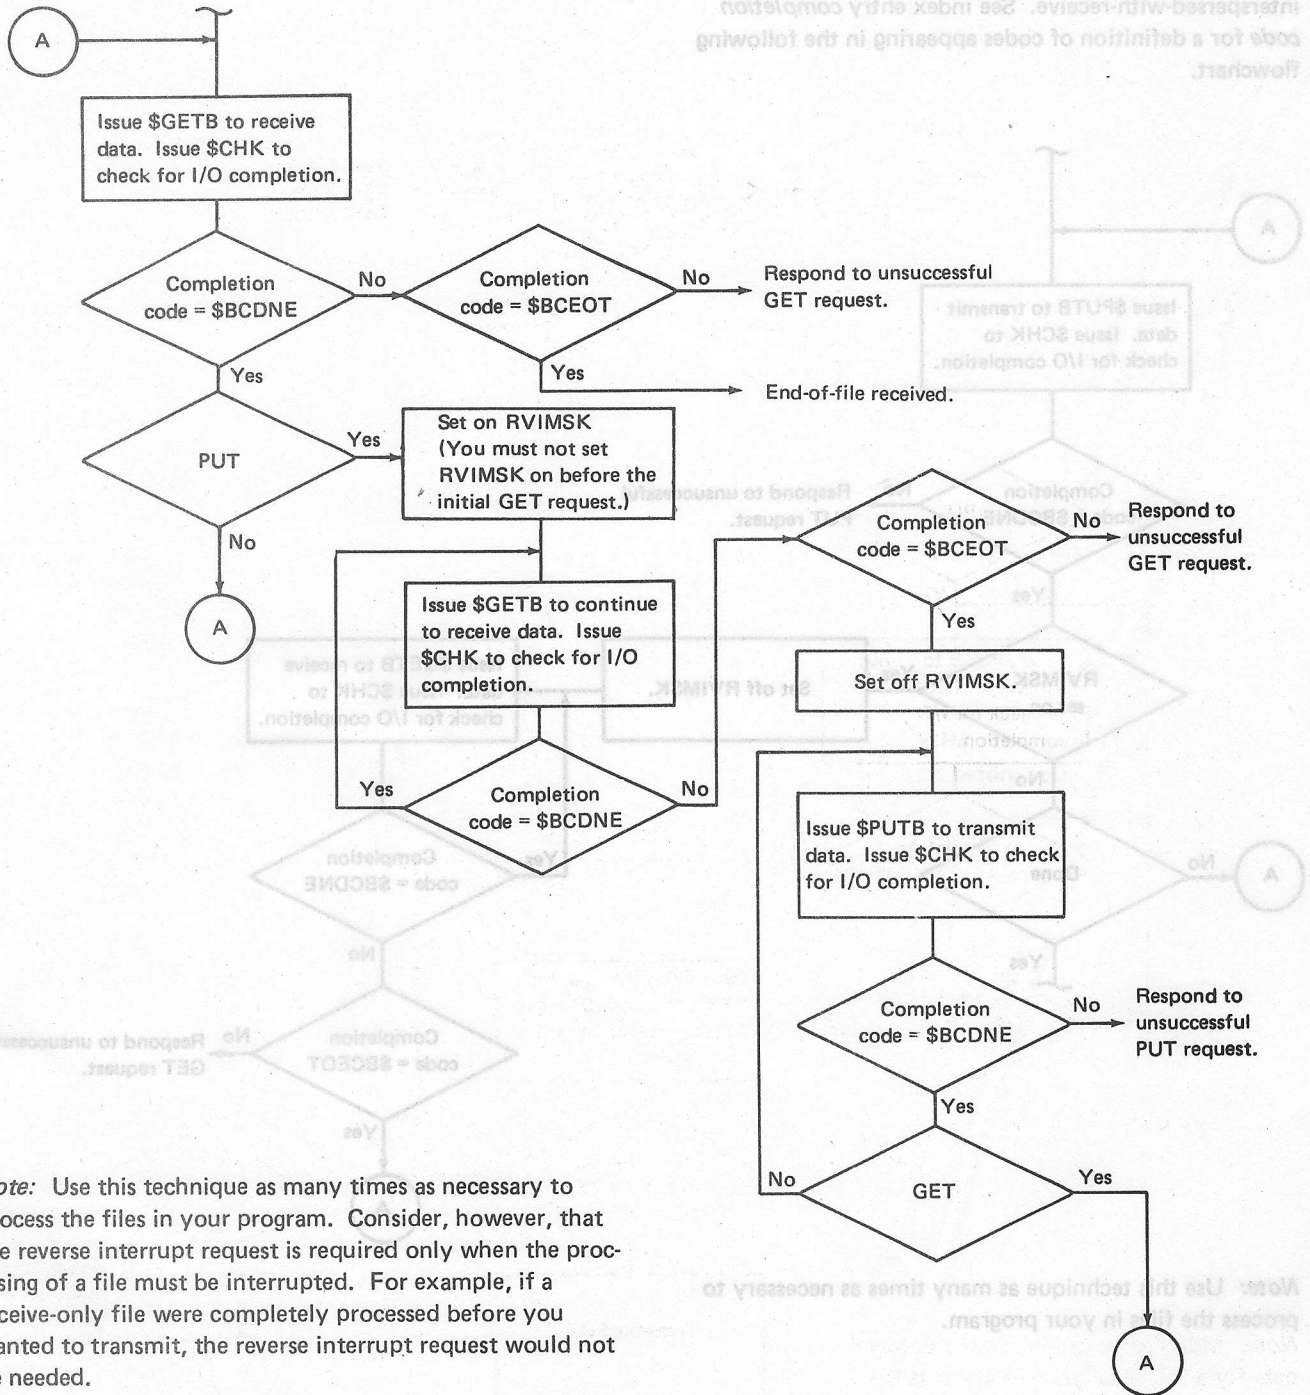 A
Issue $GETB to receive
data. Issue $CHK to
check for I/O completion.
Completion
code = $BCDNE
No
Completion
code = $BCEOT
No
Respond to unsuccessful
GET request.
Yes
Yes
End-of-file received.
PUT
Yes
Set on RVIMSK
(You must not set
RVIMSK on before the
initial GET request.)
No
A
Issue $GETB to continue
to receive data. Issue
$CHK to check for I/O
completion.
Yes
Completion
code = $BCDNE
No
Completion
code = $BCEOT
No
Respond to
unsuccessful
GET request.
Yes
Set off RVIMSK.
Issue $PUTB to transmit
data. Issue $CHK to check
for I/O completion.
Completion
code = $BCDNE
No
Respond to
unsuccessful
PUT request.
Yes
No
GET
Yes
A
ote: Use this technique as many times as necessary to
ocess the files in your program. Consider, however, that
e reverse interrupt request is required only when the proc-
sing of a file must be interrupted. For example, if a
ceive-only file were completely processed before you
anted to transmit, the reverse interrupt request would not
e needed.